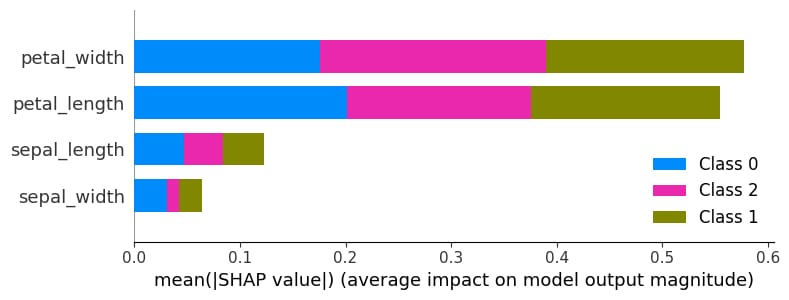 petal_width
petal_length
sepal_length
sepal_width
Class 0
Class 2
Class 1
0.0 0.1 0.2 0.3 0.4 0.5 0.6
mean(|SHAP value|) (average impact on model output magnitude)